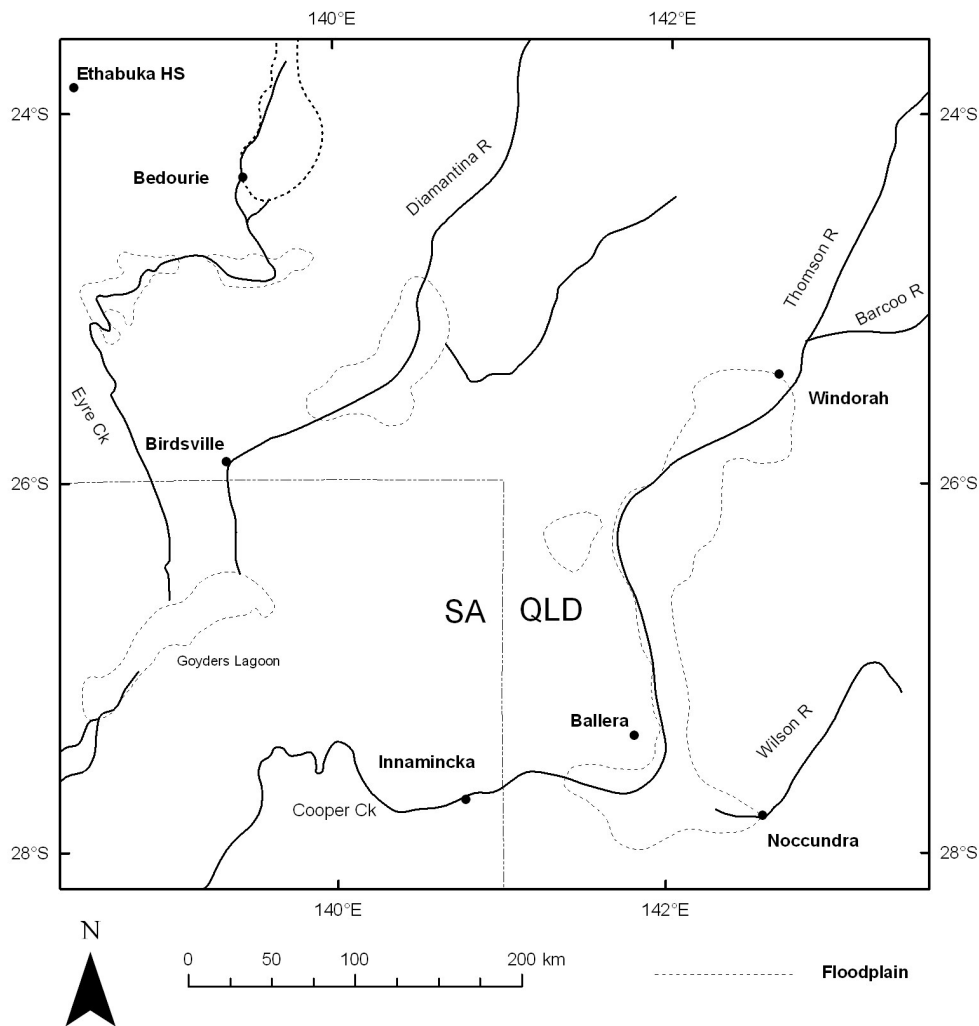 140°E
142°E
Ethabuka HS
24°S
24°S
Bedourie
Diamantina R
Thomson R
Barcoo R
Eyre Ck
Windorah
Birdsville
26°S
26°S
SA
QLD
Goyders Lagoon
Ballera
Wilson R
Innamincka
Cooper Ck
Noccundra
28°S
28°S
140°E
142°E
N
0 50 100 200 km
Floodplain